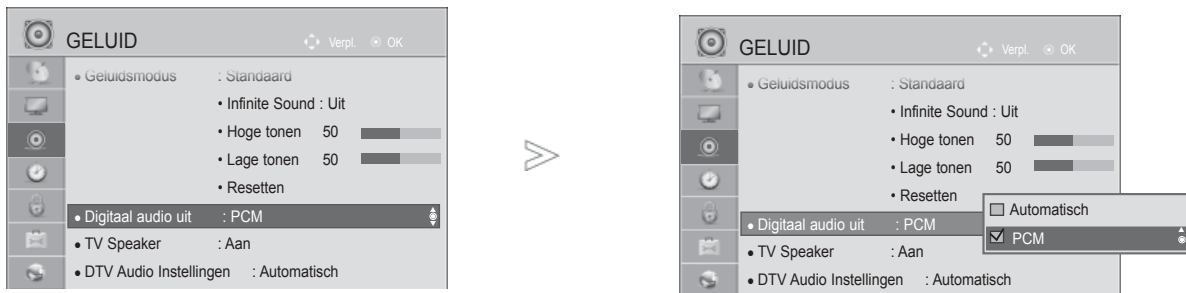 GELUID Verpl. OK
• Geluidsmodus : Standaard
• Infinite Sound : Uit
• Hoge tonen 50
• Lage tonen 50
• Resetten
• Digitaal audio uit : PCM
• TV Speaker : Aan
• DTV Audio Instellingen : Automatisch
GELUID Verpl. OK
• Geluidsmodus : Standaard
• Infinite Sound : Uit
• Hoge tonen 50
• Lage tonen 50
• Resetten
• Digitaal audio uit : PCM
Automatisch
PCM
• TV Speaker : Aan
• DTV Audio Instellingen : Automatisch